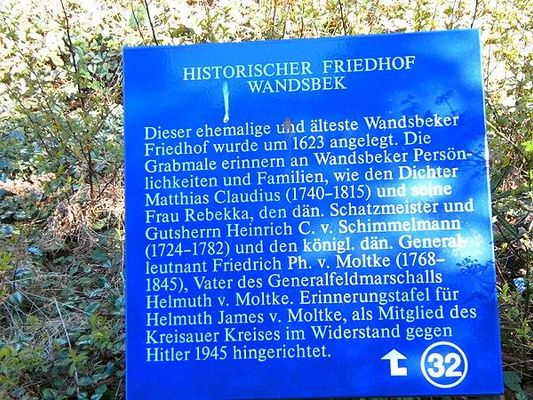 HISTORISCHER FRIEDHOF
WANDSBEK
Dieser ehemalige und älteste Wandsbeker
Friedhof wurde um 1623 angelegt. Die
Grabmale erinnern an Wandsbeker Persön-
lichkeiten und Familien, wie den Dichter
Matthias Claudius (1740–1815) und seine
Frau Rebekka, den dän. Schatzmeister und
Gutsherrn Heinrich C. v. Schimmelmann
(1724–1782) und den königl. dän. General-
leutnant Friedrich Ph. v. Moltke (1768–
1845), Vater des Generalfeldmarschalls
Helmuth v. Moltke. Erinnerungstafel für
Helmuth James v. Moltke, als Mitglied des
Kreisauer Kreises im Widerstand gegen
Hitler 1945 hingerichtet.
32